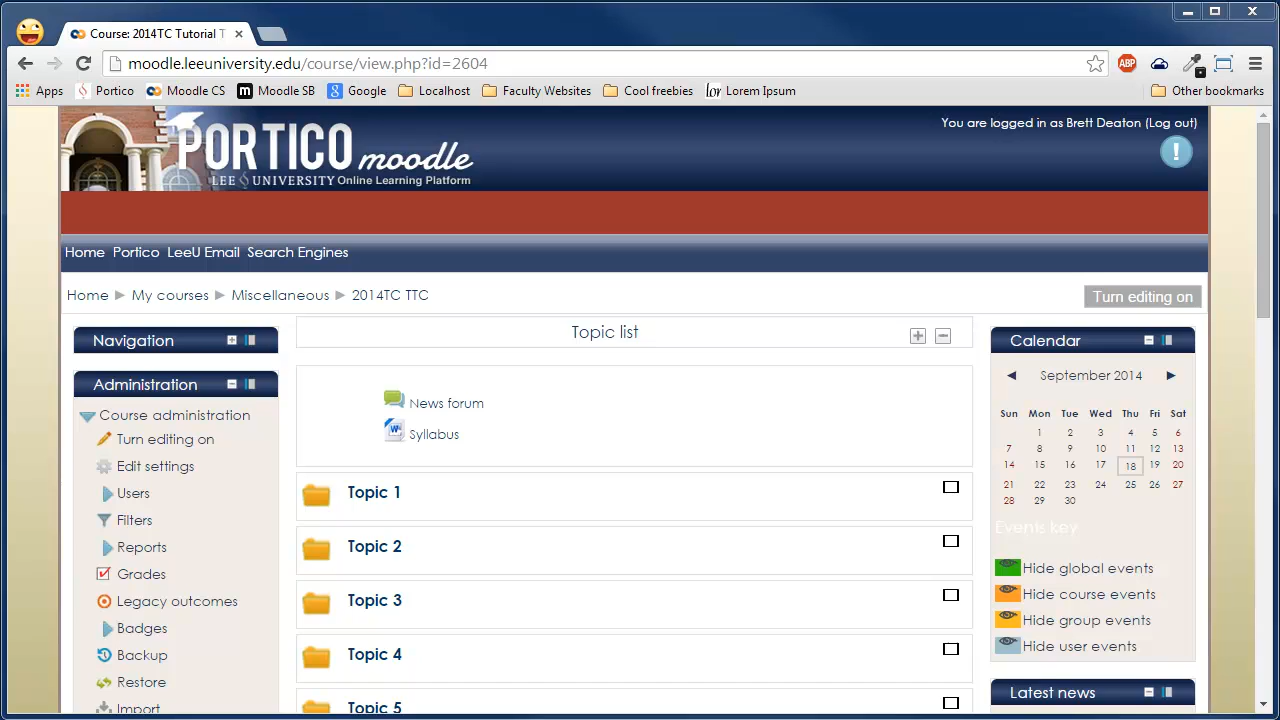 Course: 2014TC Tutorial T
moodle.leeuniversity.edu/course/view.php?id=2604
ABP
Apps Portico Moodle CS m Moodle SB 8 Google Localhost Faculty Websites Cool freebies lor Lorem Ipsum Other bookmarks
You are logged in as Brett Deaton (Log out)
PORTICO moodle
LEE UNIVERSITY Online Learning Platform
!
Home Portico LeeU Email Search Engines
Home ▶ My courses ▶ Miscellaneous ▶ 2014TC TTC
Turn editing on
Navigation
Administration
Course administration
Turn editing on
Edit settings
Users
Filters
Reports
Grades
Legacy outcomes
Badges
Backup
Restore
Import
Topic list
News forum
Syllabus
Topic 1
Topic 2
Topic 3
Topic 4
Topic 5
Calendar
◀ September 2014 ▶
Sun Mon Tue Wed Thu Fri Sat
1 2 3 4 5 6
7 8 9 10 11 12 13
14 15 16 17 18 19 20
21 22 23 24 25 26 27
28 29 30
Events key
Hide global events
Hide course events
Hide group events
Hide user events
Latest news